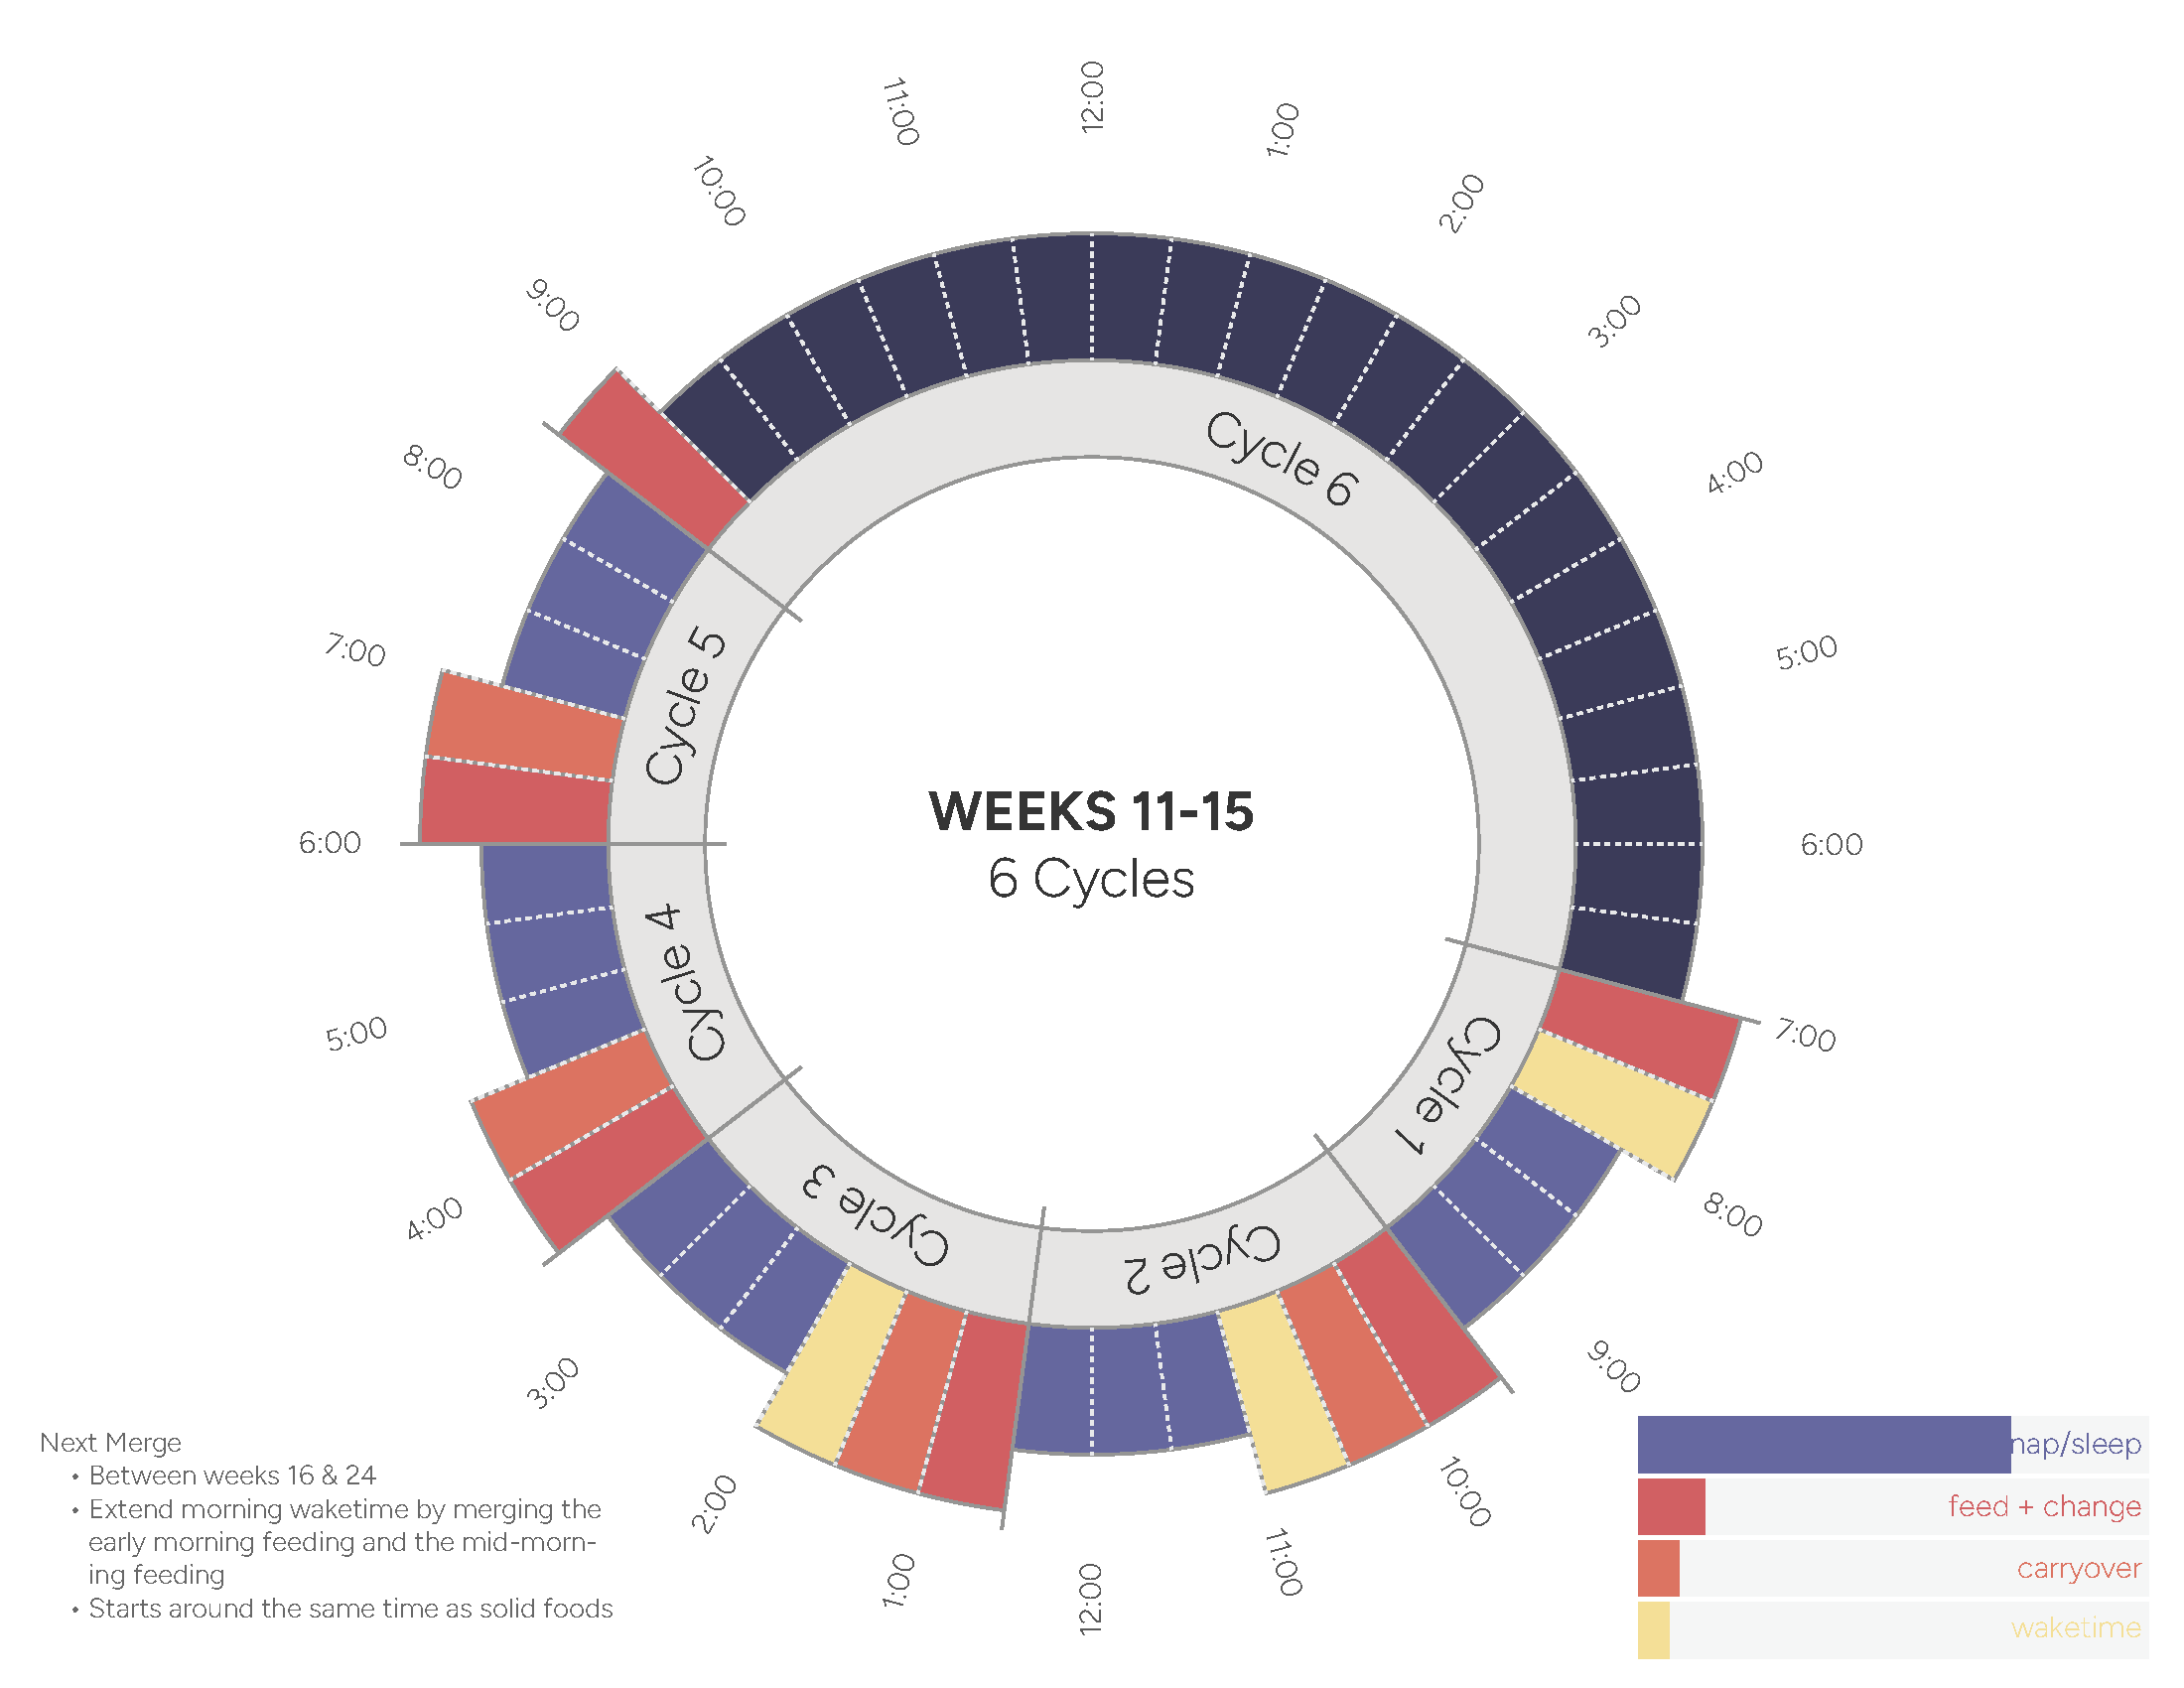 12:00
1:00
2:00
3:00
4:00
5:00
6:00
7:00
8:00
9:00
10:00
11:00
12:00
1:00
2:00
3:00
4:00
5:00
6:00
7:00
8:00
9:00
10:00
11:00
Cycle 6
Cycle 1
Cycle 2
Cycle 3
Cycle 4
Cycle 5
WEEKS 11-15
6 Cycles
Next Merge
• Between weeks 16 & 24
• Extend morning waketime by merging the
early morning feeding and the mid-morn-
ing feeding
• Starts around the same time as solid foods
nap/sleep
feed + change
carryover
waketime